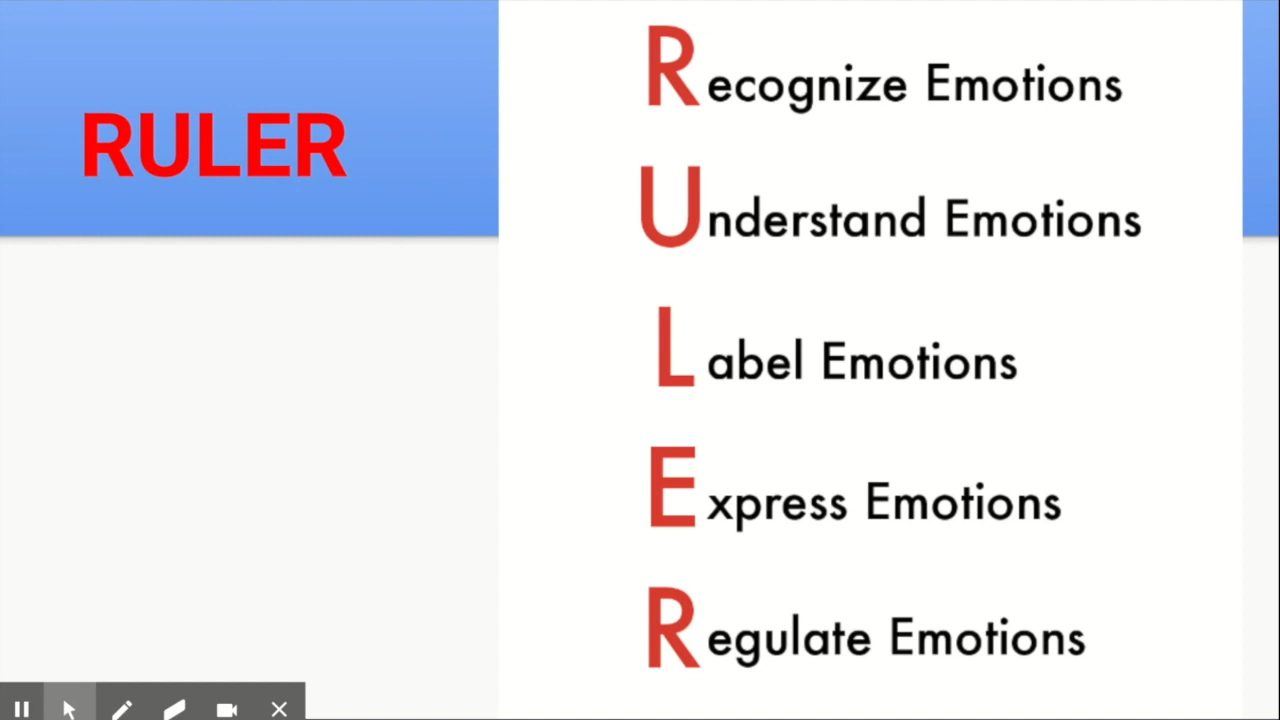 RULER
Recognize Emotions
Understand Emotions
Label Emotions
Express Emotions
Regulate Emotions